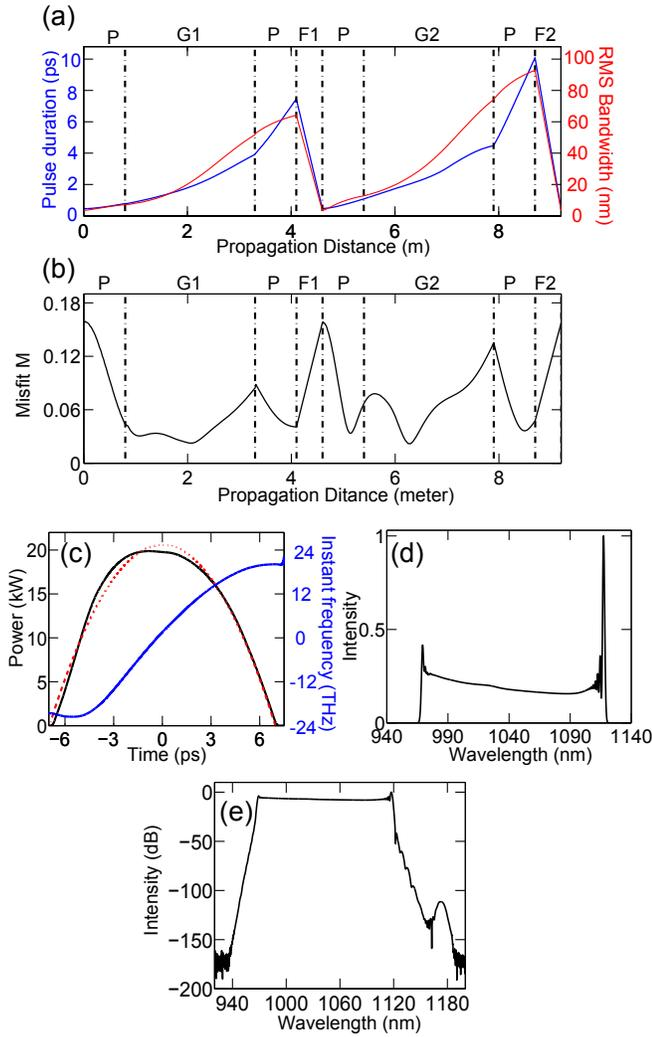 (a)
P G1 P F1 P G2 P F2
Pulse duration (ps)
10
8
6
4
2
0
RMS Bandwidth (nm)
100
80
60
40
20
0
0 2 4 6 8
Propagation Distance (m)
(b)
P G1 P F1 P G2 P F2
Misfit M
0.18
0.12
0.06
0
0 2 4 6 8
Propagation Ditance (meter)
(c)
Power (kW)
20
15
10
5
0
Instant frequency (THz)
24
12
0
-12
-24
−6 −3 0 3 6
Time (ps)
(d)
Intensity
1
0.5
0
940 990 1040 1090 1140
Wavelength (nm)
(e)
Intensity (dB)
0
−50
−100
−150
−200
940 1000 1060 1120 1180
Wavelength (nm)